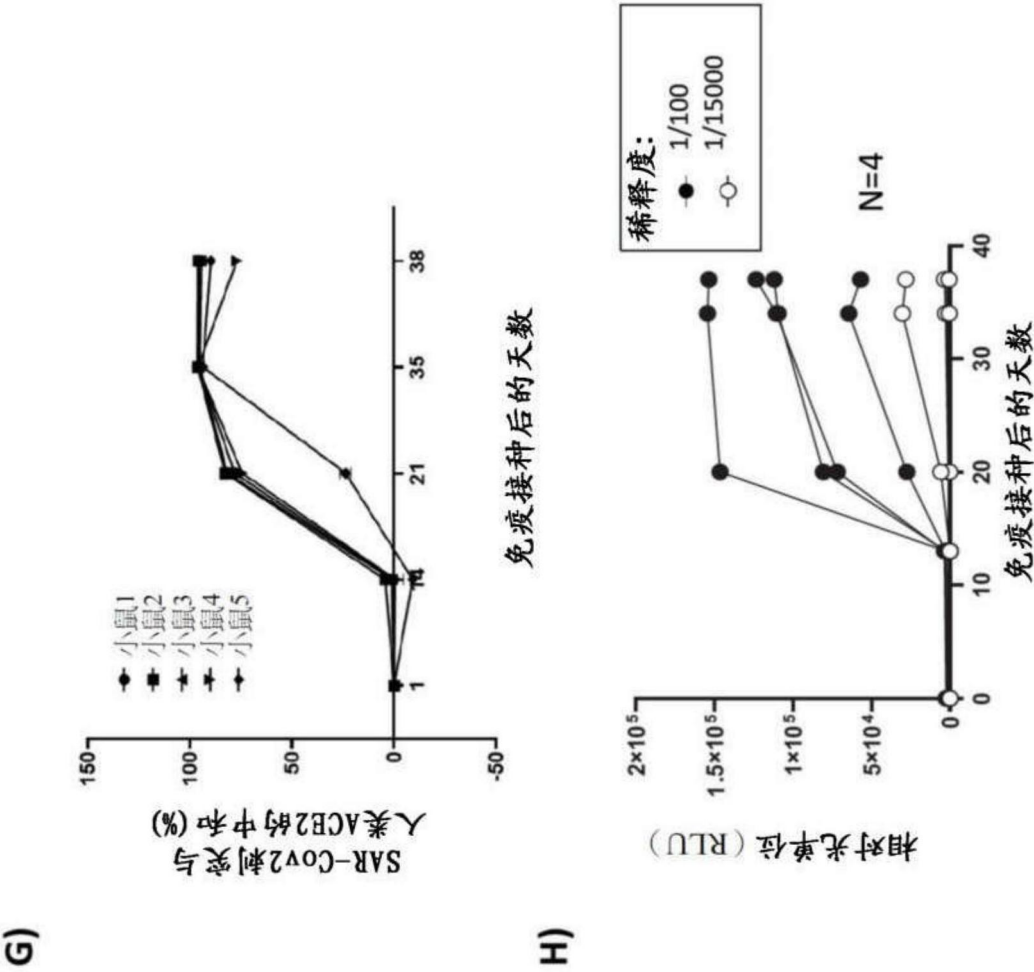 G)
小鼠1
小鼠2
小鼠3
小鼠4
小鼠5
SAR-Cov2刺突与
人类ACE2的中和(%)
150
100
50
0
-50
1
14
21
35
38
免疫接种后的天数
H)
稀释度:
1/100
1/15000
N=4
相对光单位(RLU)
2×10⁵
1.5×10⁵
1×10⁵
5×10⁴
0
0
10
20
30
40
免疫接种后的天数